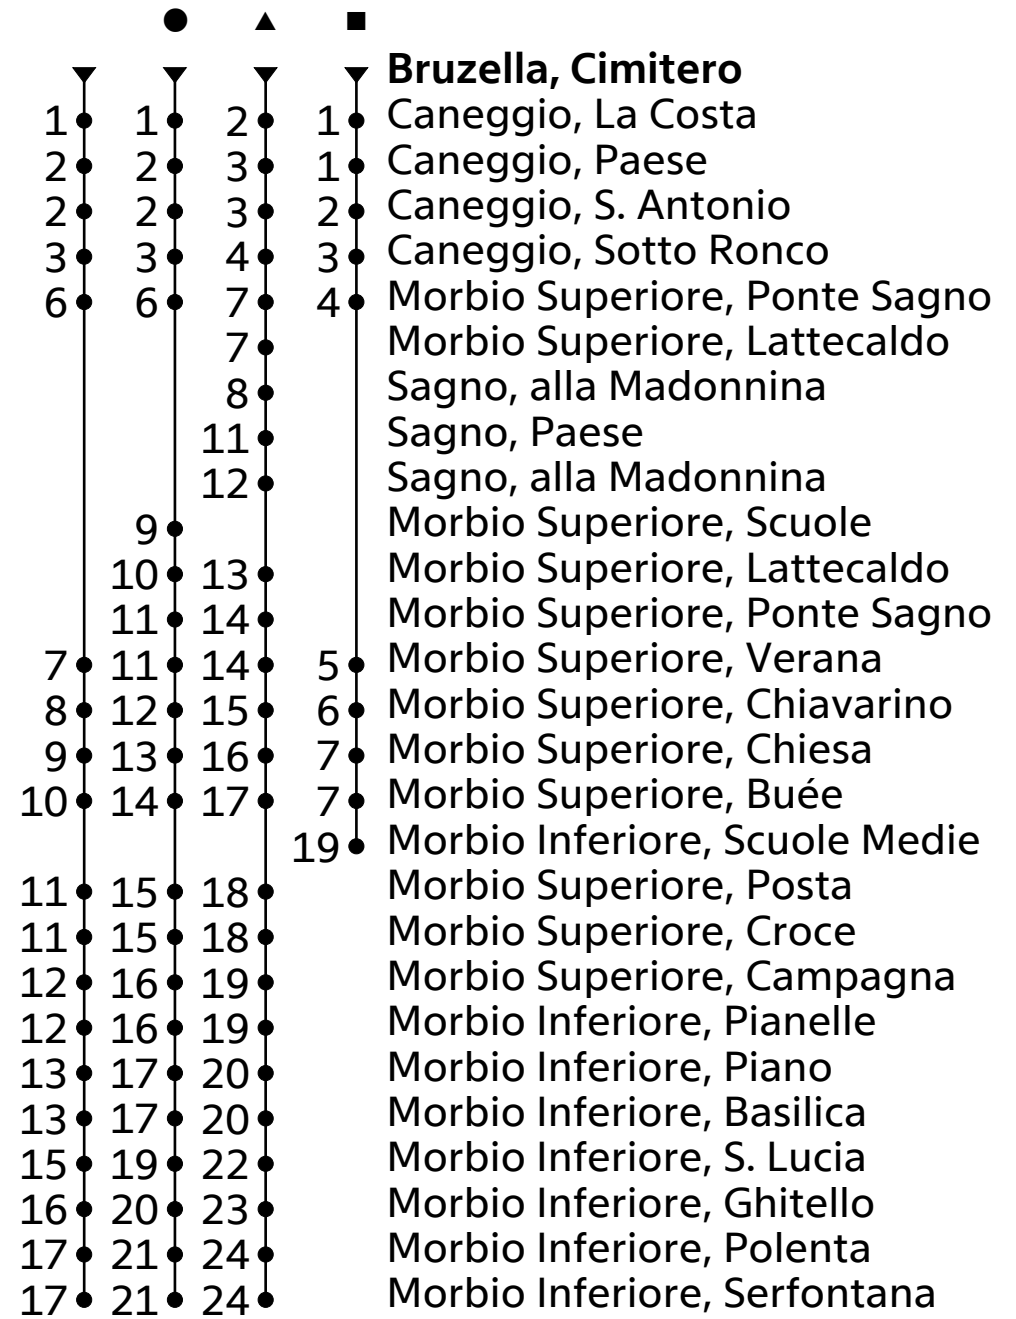 Bruzella, Cimitero
1 1 2 1 Caneggio, La Costa
2 2 3 1 Caneggio, Paese
2 2 3 2 Caneggio, S. Antonio
3 3 4 3 Caneggio, Sotto Ronco
6 6 7 4 Morbio Superiore, Ponte Sagno
7 Morbio Superiore, Lattecaldo
8 Sagno, alla Madonnina
11 Sagno, Paese
12 Sagno, alla Madonnina
9 Morbio Superiore, Scuole
10 13 Morbio Superiore, Lattecaldo
11 14 Morbio Superiore, Ponte Sagno
7 11 14 5 Morbio Superiore, Verana
8 12 15 6 Morbio Superiore, Chiavarino
9 13 16 7 Morbio Superiore, Chiesa
10 14 17 7 Morbio Superiore, Buée
19 Morbio Inferiore, Scuole Medie
11 15 18 Morbio Superiore, Posta
11 15 18 Morbio Superiore, Croce
12 16 19 Morbio Superiore, Campagna
12 16 19 Morbio Inferiore, Pianelle
13 17 20 Morbio Inferiore, Piano
13 17 20 Morbio Inferiore, Basilica
15 19 22 Morbio Inferiore, S. Lucia
16 20 23 Morbio Inferiore, Ghitello
17 21 24 Morbio Inferiore, Polenta
17 21 24 Morbio Inferiore, Serfontana